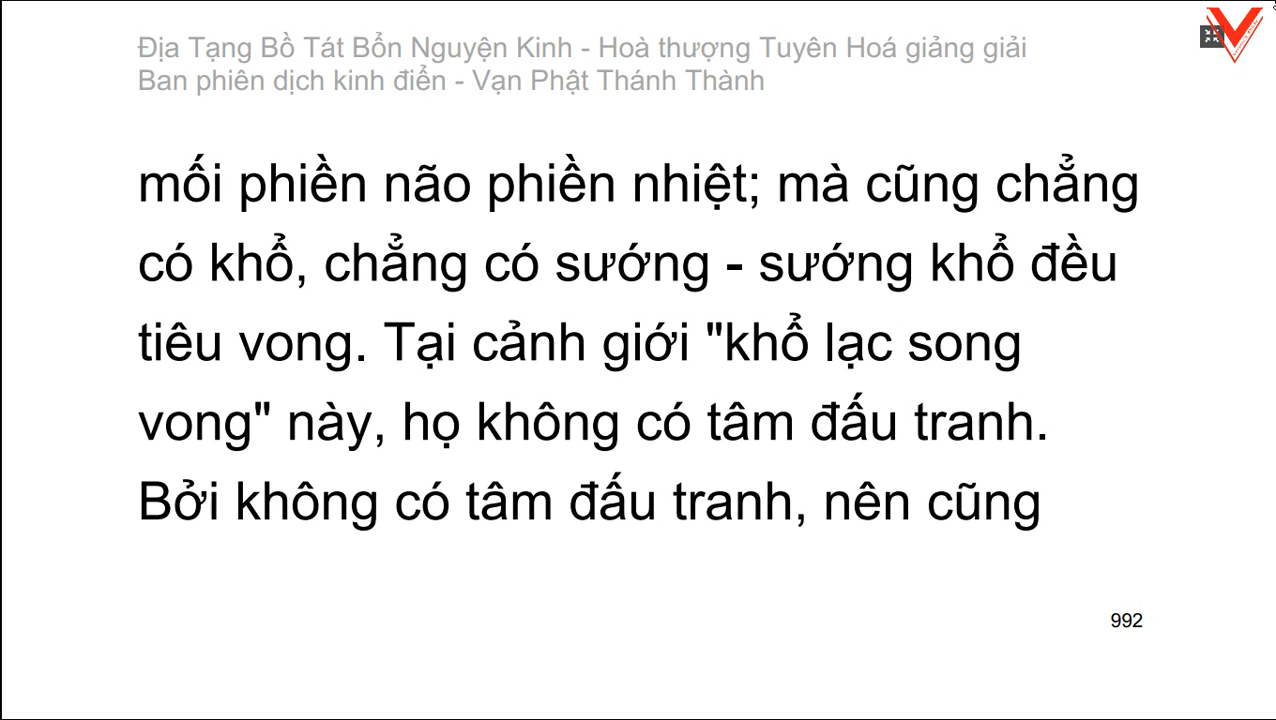 Địa Tạng Bồ Tát Bổn Nguyện Kinh - Hoà thượng Tuyên Hoá giảng giải
Ban phiên dịch kinh điển - Vạn Phật Thánh Thành
mối phiền não phiền nhiệt; mà cũng chẳng
có khổ, chẳng có sướng - sướng khổ đều
tiêu vong. Tại cảnh giới "khổ lạc song
vong" này, họ không có tâm đấu tranh.
Bởi không có tâm đấu tranh, nên cũng
992